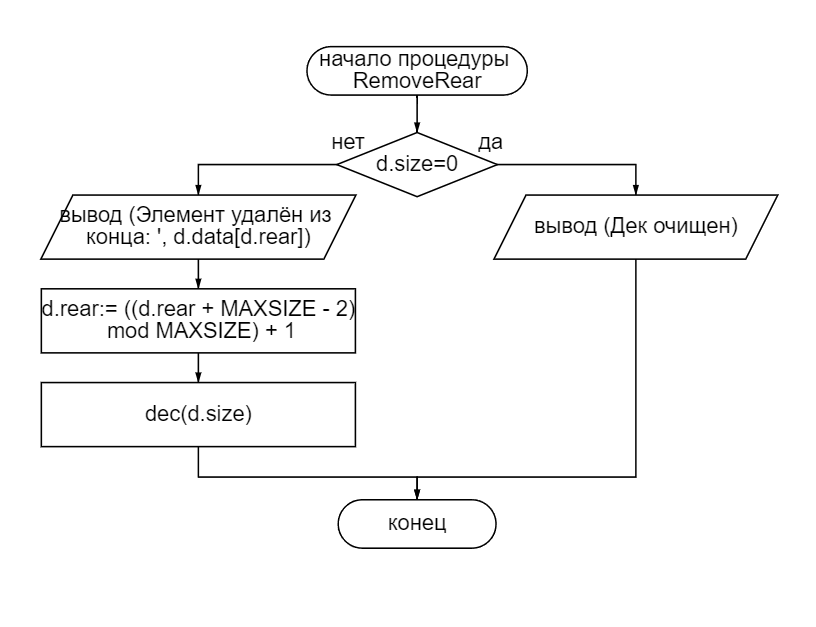 начало процедуры
RemoveRear
нет
да
d.size=0
вывод (Элемент удалён из
конца: ', d.data[d.rear])
вывод (Дек очищен)
d.rear:= ((d.rear + MAXSIZE - 2)
mod MAXSIZE) + 1
dec(d.size)
конец